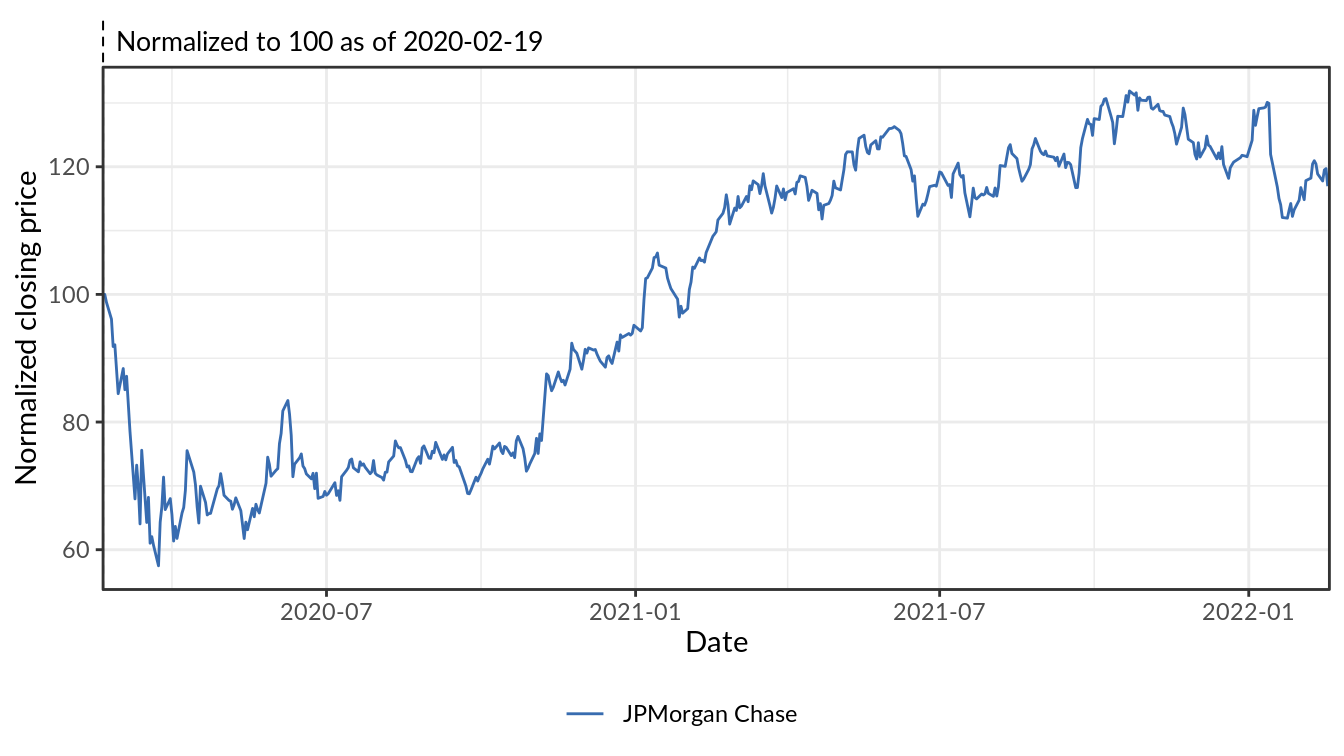 Normalized to 100 as of 2020-02-19
Normalized closing price
120
100
80
60
2020-07
2021-01
2021-07
2022-01
Date
JPMorgan Chase